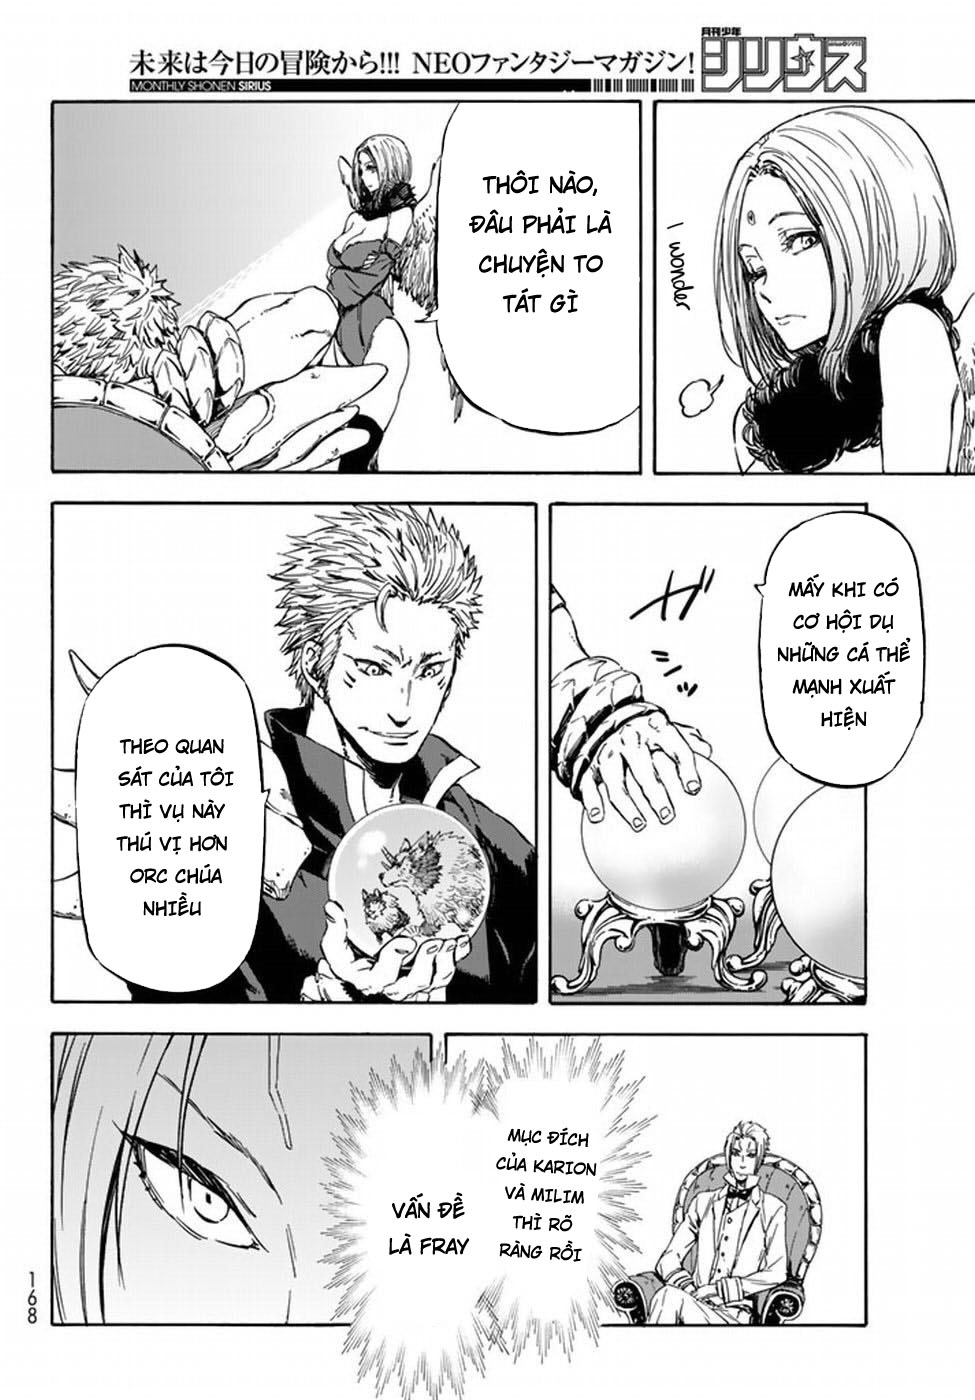 未来は今日の冒険から!!! NEOファンタジーマガジン!
月刊少年
シリウス
MONTHLY SHONEN SIRIUS
I wonder
THÔI NÀO,
ĐÂU PHẢI LÀ
CHUYỆN TO
TÁT GÌ
MẤY KHI CÓ
CƠ HỘI DỤ
NHỮNG CÁ THỂ
MẠNH XUẤT
HIỆN
THEO QUAN
SÁT CỦA TÔI
THÌ VỤ NÀY
THÚ VỊ HƠN
ORC CHÚA
NHIỀU
MỤC ĐÍCH
CỦA KARION
VÀ MILIM
THÌ RÕ
RÀNG RỒI
VẤN ĐỀ
LÀ FRAY
168